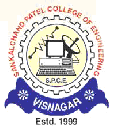 SANKALCHAND PATEL COLLEGE OF ENGINEERING
S.P.C.E.
VISNAGAR
Estd. 1999